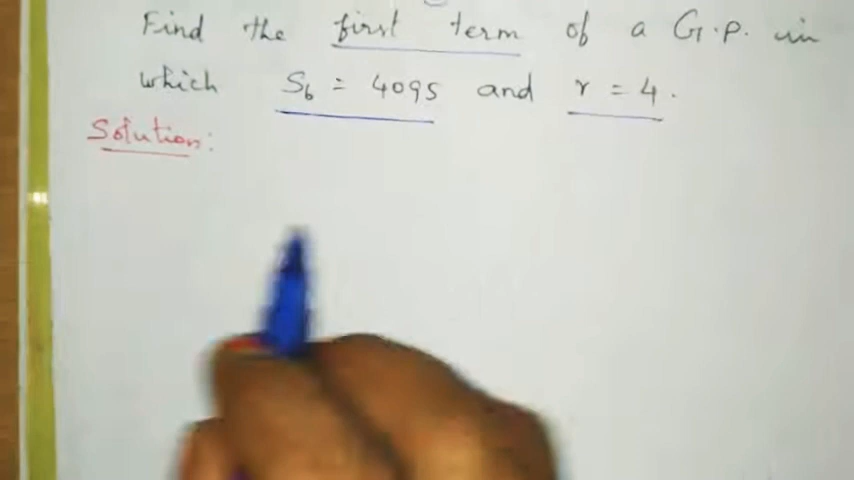 Find the first term of a G.P. in
which S6 = 4095 and r = 4.
Solution: